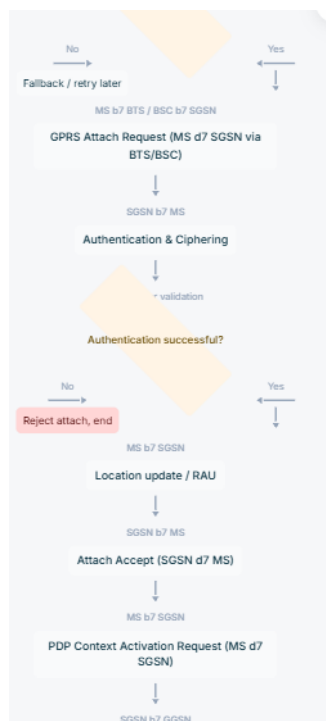 No
Yes
Fallback / retry later
MS b7 BTS / BSC b7 SGSN
GPRS Attach Request (MS d7 SGSN via
BTS/BSC)
SGSN b7 MS
Authentication & Ciphering
validation
Authentication successful?
No
Yes
Reject attach, end
MS b7 SGSN
Location update / RAU
SGSN b7 MS
Attach Accept (SGSN d7 MS)
MS b7 SGSN
PDP Context Activation Request (MS d7
SGSN)
SGSN b7 GGSN